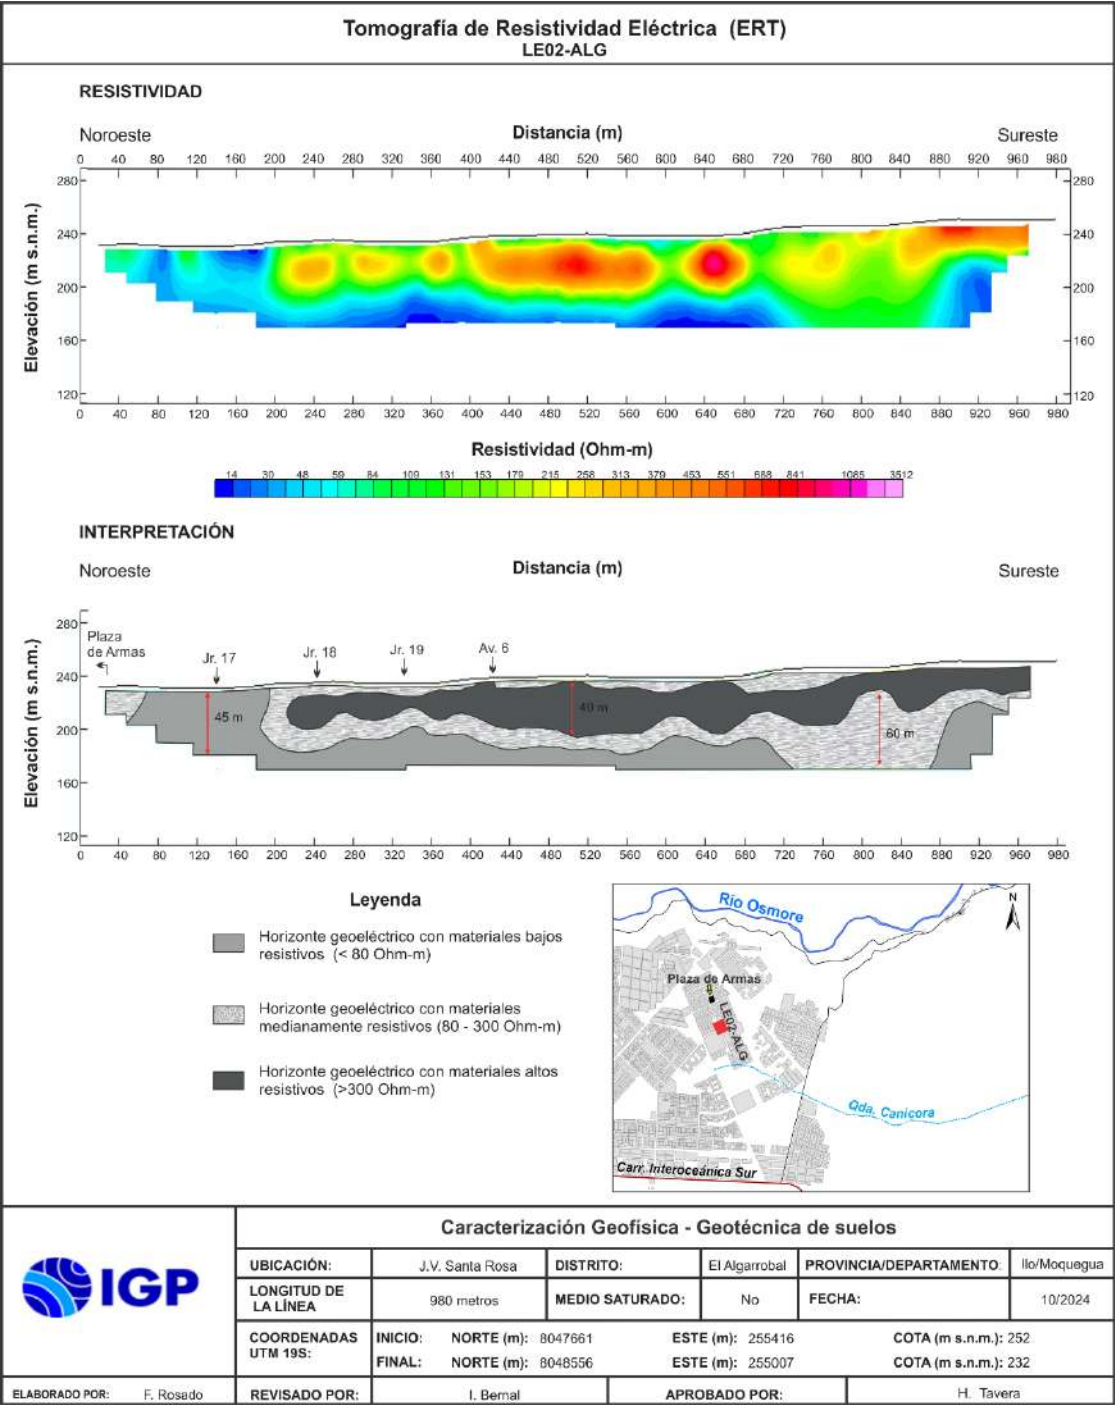 Tomografía de Resistividad Eléctrica (ERT)
LE02-ALG
RESISTIVIDAD
Noroeste
Distancia (m)
Sureste
0 40 80 120 160 200 240 280 320 360 400 440 480 520 560 600 640 680 720 760 800 840 880 920 960 980
Elevación (m s.n.m.)
280 280
240 240
200 200
160 160
120 120
0 40 80 120 160 200 240 280 320 360 400 440 480 520 560 600 640 680 720 760 800 840 880 920 960 980
Resistividad (Ohm-m)
14 30 48 59 84 109 131 153 179 215 258 313 379 453 551 688 841 1085 3512
INTERPRETACIÓN
Noroeste
Distancia (m)
Sureste
Elevación (m s.n.m.)
280
240
200
160
120
Plaza
de Armas
Jr. 17
Jr. 18
Jr. 19
Av. 6
45 m
40 m
60 m
0 40 80 120 160 200 240 280 320 360 400 440 480 520 560 600 640 680 720 760 800 840 880 920 960 980
Leyenda
Horizonte geoeléctrico con materiales bajos
resistivos (< 80 Ohm-m)
Horizonte geoeléctrico con materiales
medianamente resistivos (80 - 300 Ohm-m)
Horizonte geoeléctrico con materiales altos
resistivos (>300 Ohm-m)
Río Osmore
N
Plaza de Armas
LE02-ALG
Qda. Canicora
Carr. Interoceánica Sur
IGP
Caracterización Geofísica - Geotécnica de suelos
UBICACIÓN: J.V. Santa Rosa DISTRITO: El Algarrobal PROVINCIA/DEPARTAMENTO: Ilo/Moquegua
LONGITUD DE
LA LÍNEA
980 metros MEDIO SATURADO: No FECHA: 10/2024
COORDENADAS
UTM 19S:
INICIO: NORTE (m): 8047661 ESTE (m): 255416 COTA (m s.n.m.): 252
FINAL: NORTE (m): 8048556 ESTE (m): 255007 COTA (m s.n.m.): 232
ELABORADO POR: F. Rosado REVISADO POR: I. Bernal APROBADO POR: H. Tavera